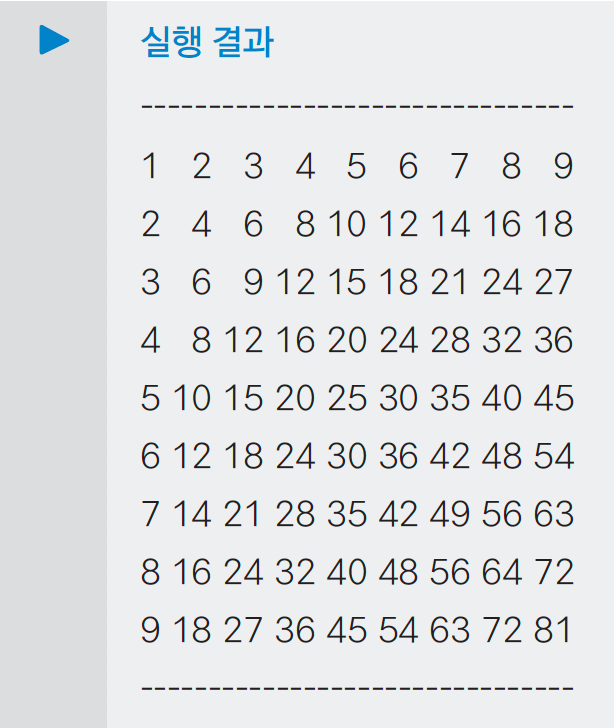 실행 결과
--------------------------------
1 2 3 4 5 6 7 8 9
2 4 6 8 10 12 14 16 18
3 6 9 12 15 18 21 24 27
4 8 12 16 20 24 28 32 36
5 10 15 20 25 30 35 40 45
6 12 18 24 30 36 42 48 54
7 14 21 28 35 42 49 56 63
8 16 24 32 40 48 56 64 72
9 18 27 36 45 54 63 72 81
--------------------------------